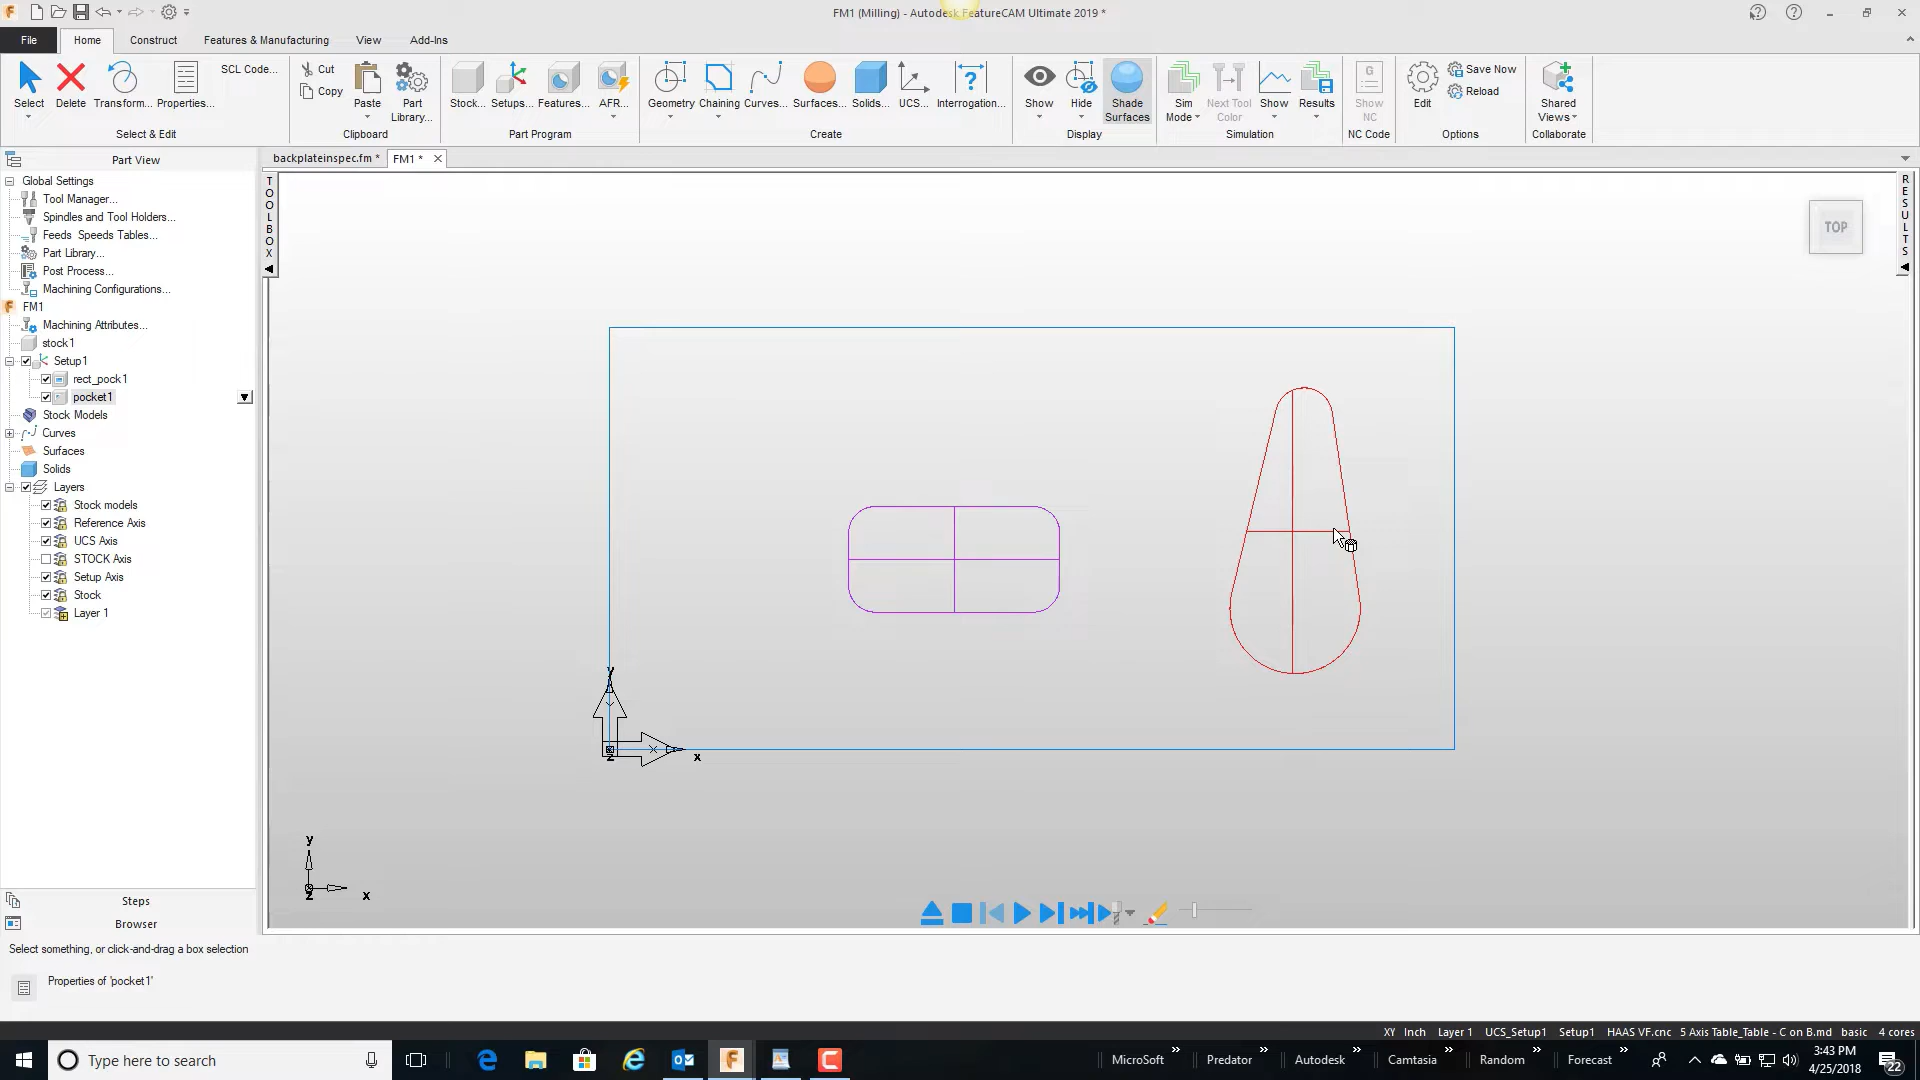 FM1 (Milling) - Autodesk FeatureCAM Ultimate 2019 *
File Home Construct Features & Manufacturing View Add-Ins
Select
Delete
Transform...
Properties...
SCL Code...
Select & Edit
Cut
Copy
Paste
Part Library...
Clipboard
Stock...
Setups...
Features...
AFR...
Part Program
Geometry
Chaining
Curves...
Surfaces...
Solids...
UCS...
Interrogation...
Create
Show
Hide
Shade Surfaces
Display
Sim Mode
Next Tool Color
Show
Results
Simulation
G
Show NC
NC Code
Edit
Save Now
Reload
Options
Shared Views
Collaborate
Part View
backplateinspec.fm *
FM1 *
Global Settings
Tool Manager...
Spindles and Tool Holders...
Feeds Speeds Tables...
Part Library...
Post Process...
Machining Configurations...
FM1
Machining Attributes...
stock1
Setup1
rect_pock1
pocket1
Stock Models
Curves
Surfaces
Solids
Layers
Stock models
Reference Axis
UCS Axis
STOCK Axis
Setup Axis
Stock
Layer 1
TOOLBOX
RESULTS
TOP
y
z
x
y
z
x
Steps
Browser
Select something, or click-and-drag a box selection
Properties of 'pocket1'
XY Inch Layer 1 UCS_Setup1 Setup1 HAAS VF.cnc 5 Axis Table_Table - C on B.md basic 4 cores
Type here to search
MicroSoft » Predator » Autodesk » Camtasia » Random » Forecast »
3:43 PM
4/25/2018
22